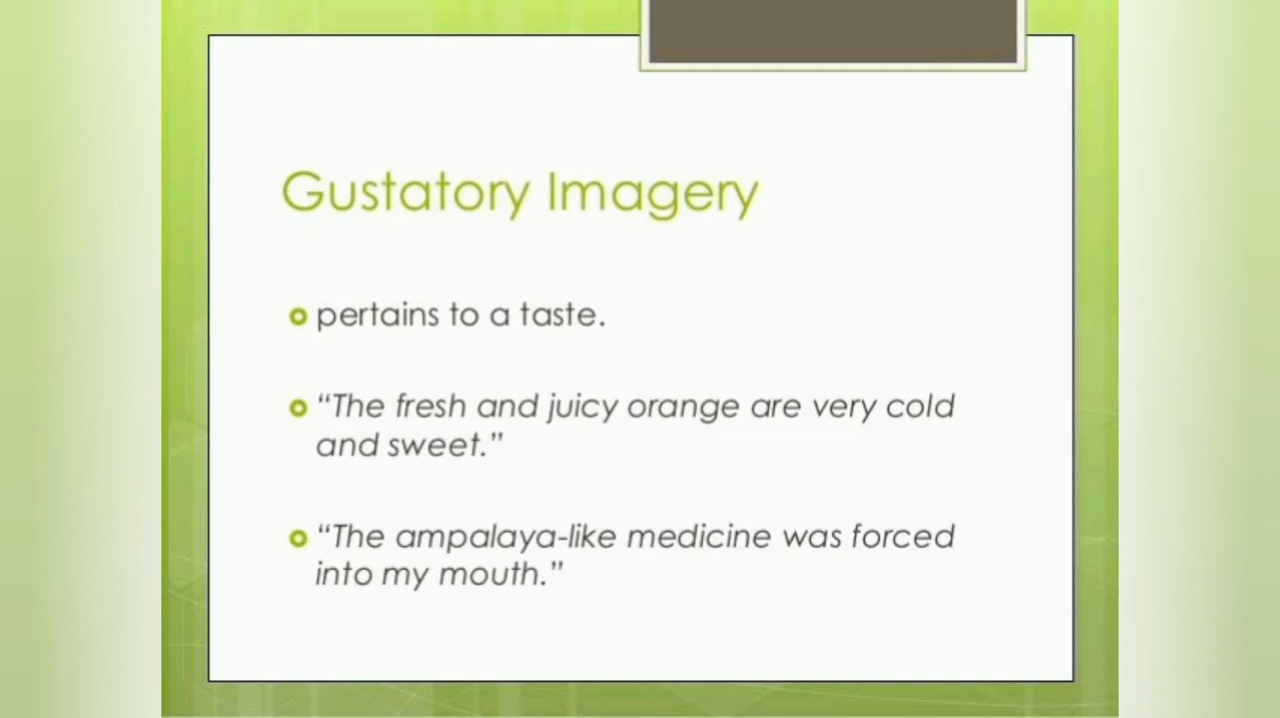 Gustatory Imagery
pertains to a taste.
“The fresh and juicy orange are very cold
and sweet.”
“The ampalaya-like medicine was forced
into my mouth.”